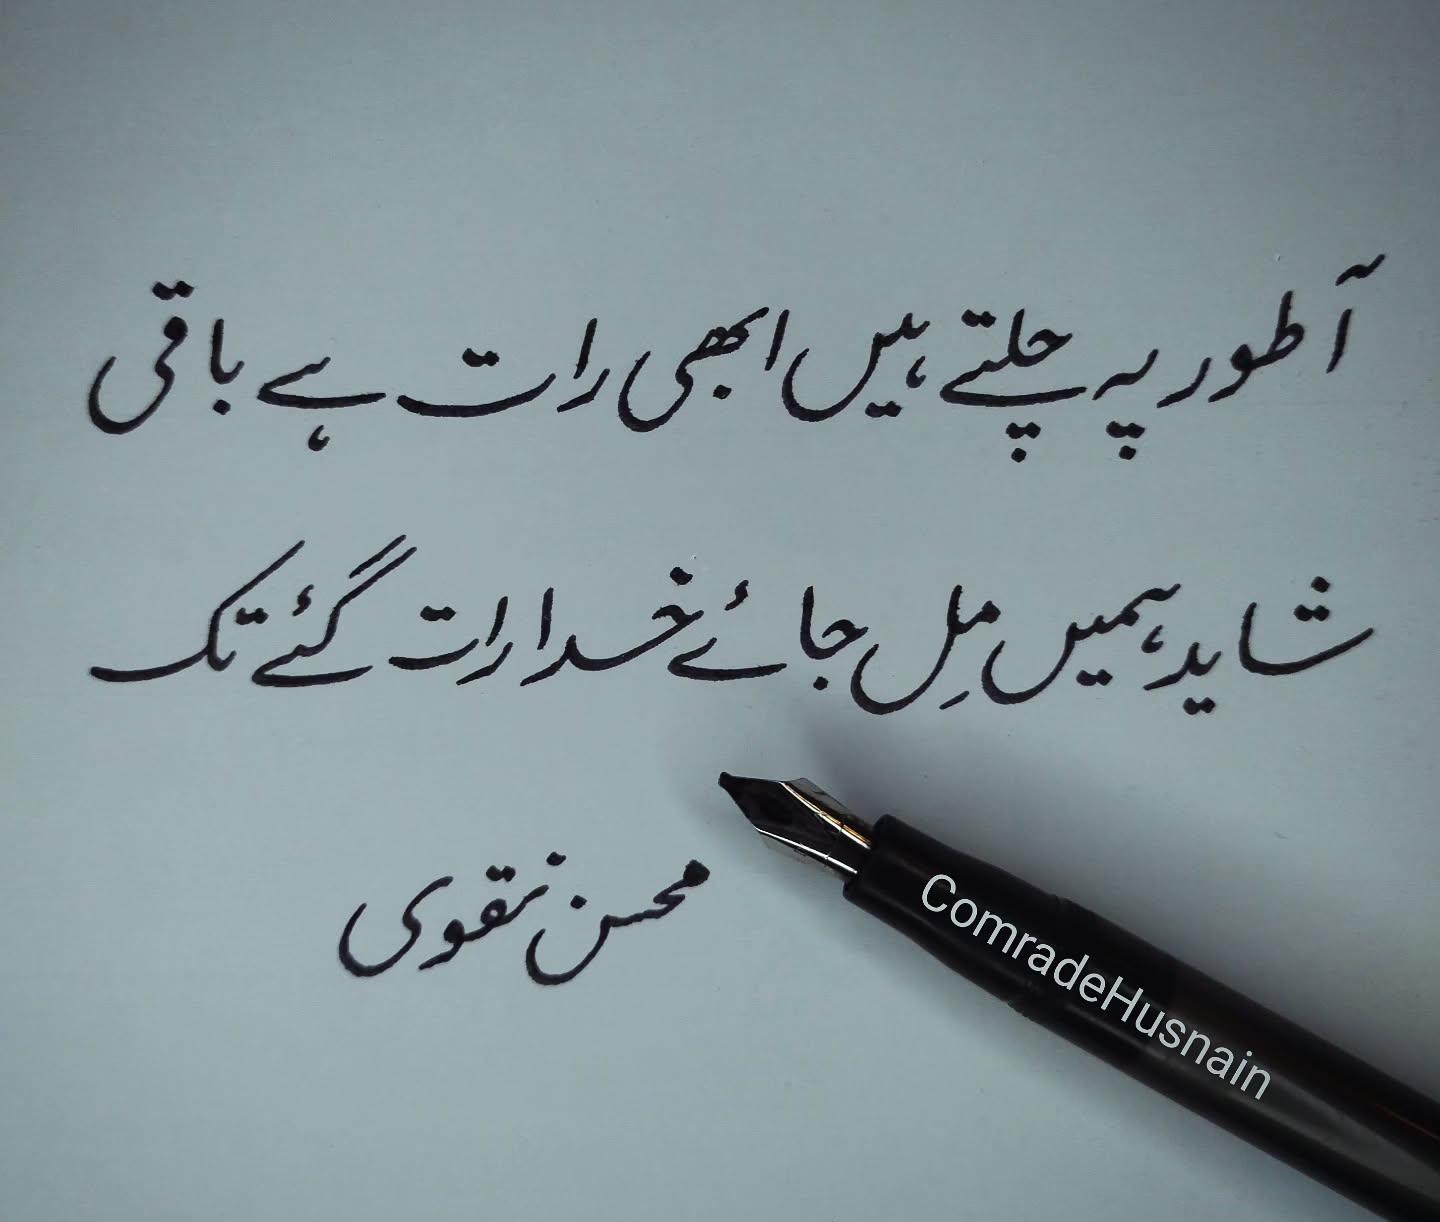 آ طور پہ چلتے ہیں ابھی رات ہے باقی
شاید ہمیں مِل جائے خدا رات گئے تک
محسن نقوی
ComradeHusnain